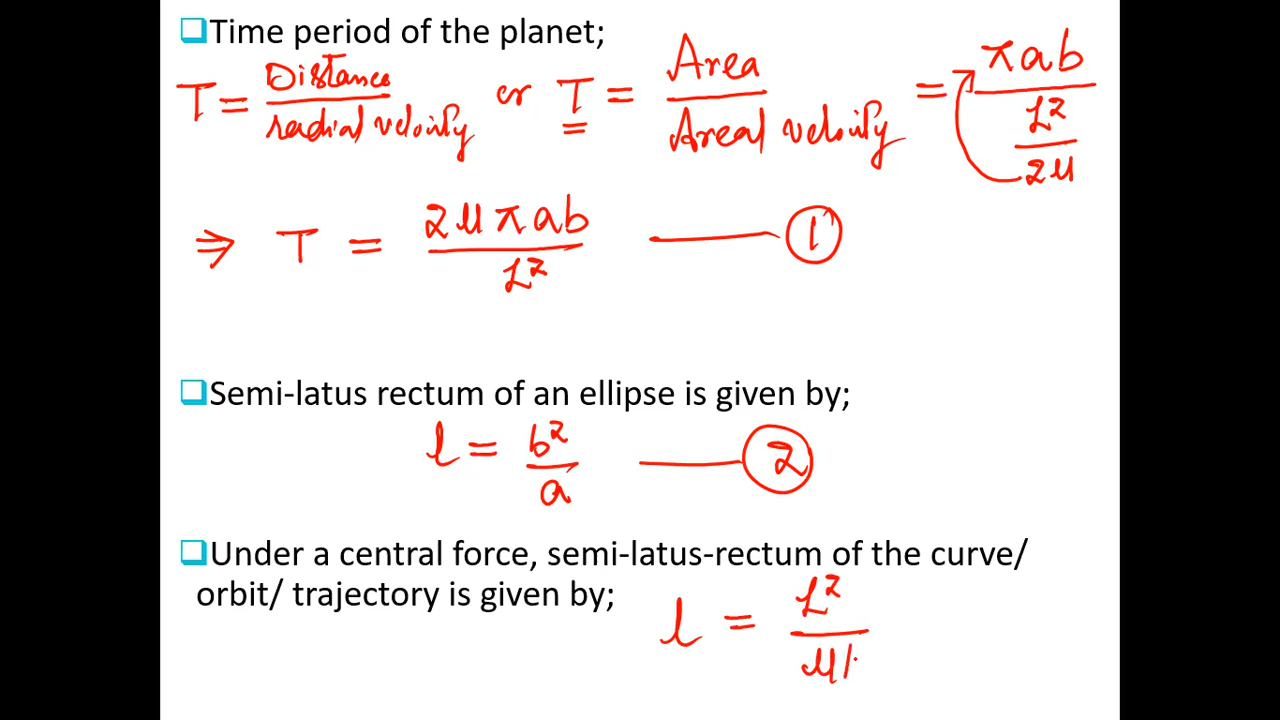 ❑Time period of the planet;
T = Distance / radial velocity or T = Area / Areal velocity = πab / (L² / 2μ)
⇒ T = 2μπab / L² —— ①
❑Semi-latus rectum of an ellipse is given by;
l = b² / a —— ②
❑Under a central force, semi-latus-rectum of the curve/
orbit/ trajectory is given by;
l = L² / μ